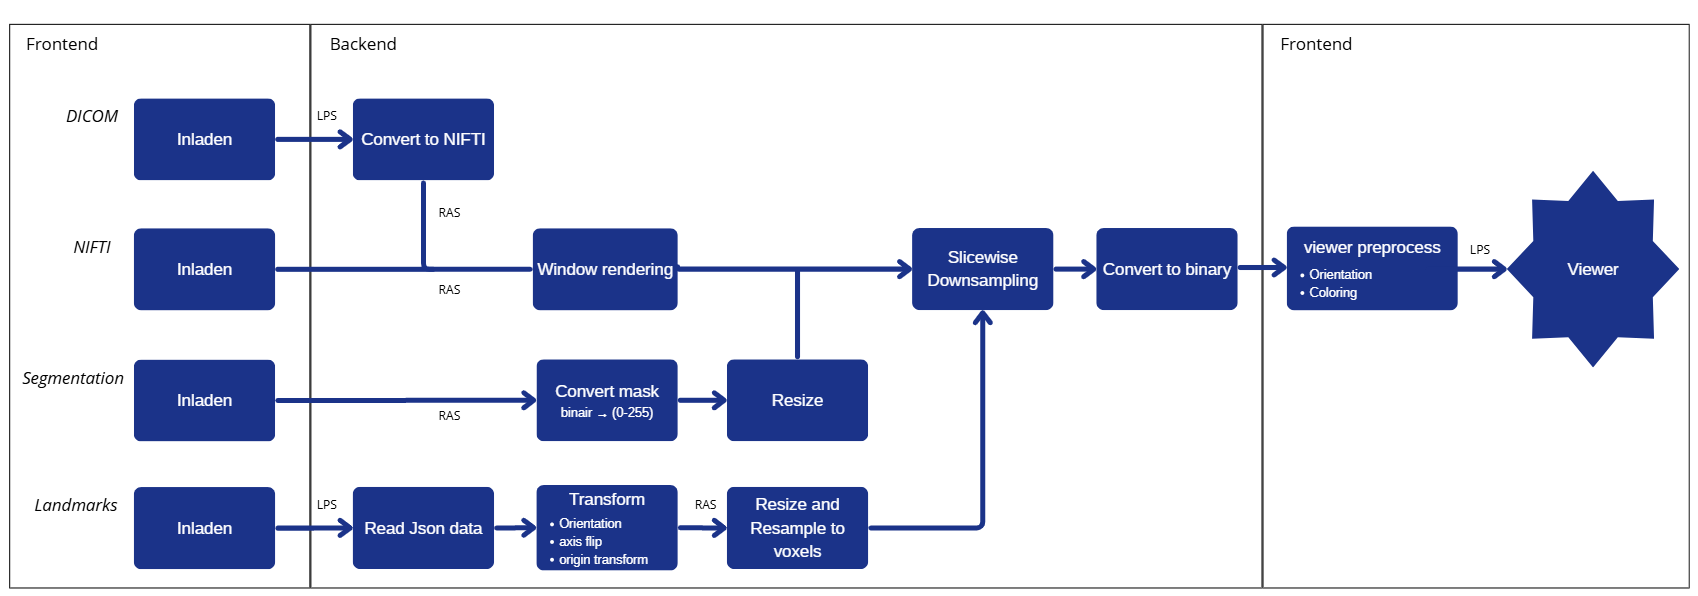 Frontend
Backend
Frontend
DICOM
Inladen
LPS
Convert to NIFTI
RAS
NIFTI
Inladen
RAS
Window rendering
Slicewise
Downsampling
Convert to binary
viewer preprocess
• Orientation
• Coloring
LPS
Viewer
Segmentation
Inladen
RAS
Convert mask
binair → (0-255)
Resize
Landmarks
Inladen
LPS
Read Json data
Transform
• Orientation
• axis flip
• origin transform
RAS
Resize and
Resample to
voxels